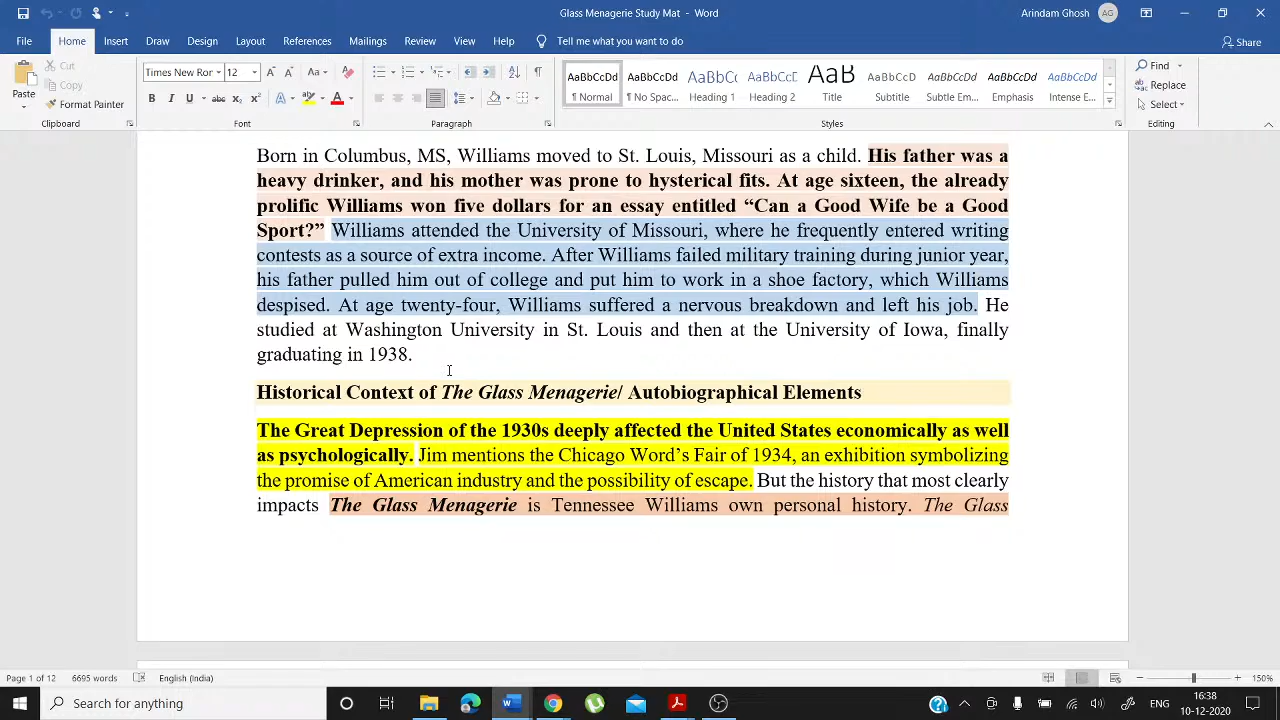 Glass Menagerie Study Mat - Word
Arindam Ghosh AG
File Home Insert Draw Design Layout References Mailings Review View Help Tell me what you want to do Share
Paste Cut Copy Format Painter
Times New Ror 12 Aa
B I U abc x₂ x² A A
AaBbCcDd AaBbCcDd AaBbCc AaBbCcD AaB AaBbCcD AaBbCcDd AaBbCcDd AaBbCcDd
¶ Normal ¶ No Spac... Heading 1 Heading 2 Title Subtitle Subtle Em... Emphasis Intense E...
Find Replace Select
Clipboard Font Paragraph Styles Editing
Born in Columbus, MS, Williams moved to St. Louis, Missouri as a child. His father was a
heavy drinker, and his mother was prone to hysterical fits. At age sixteen, the already
prolific Williams won five dollars for an essay entitled “Can a Good Wife be a Good
Sport?” Williams attended the University of Missouri, where he frequently entered writing
contests as a source of extra income. After Williams failed military training during junior year,
his father pulled him out of college and put him to work in a shoe factory, which Williams
despised. At age twenty-four, Williams suffered a nervous breakdown and left his job. He
studied at Washington University in St. Louis and then at the University of Iowa, finally
graduating in 1938.
Historical Context of The Glass Menagerie/ Autobiographical Elements
The Great Depression of the 1930s deeply affected the United States economically as well
as psychologically. Jim mentions the Chicago Word’s Fair of 1934, an exhibition symbolizing
the promise of American industry and the possibility of escape. But the history that most clearly
impacts The Glass Menagerie is Tennessee Williams own personal history. The Glass
Page 1 of 12 6695 words English (India) 150%
Type here to search ENG 16:38
10-12-2020